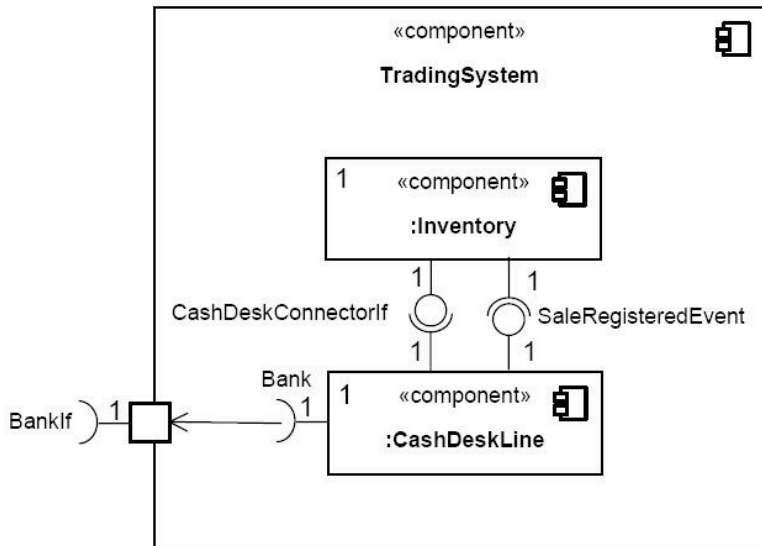 «component»
TradingSystem
1 «component»
:Inventory
1 1
CashDeskConnectorIf SaleRegisteredEvent
1 1
Bank
1 «component»
BankIf 1 1
:CashDeskLine